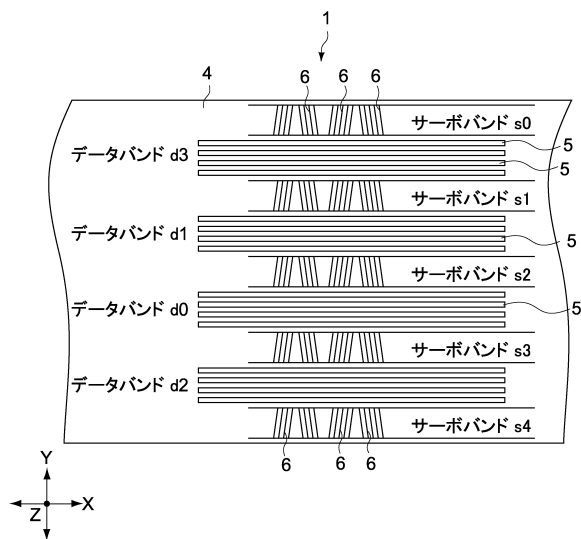 1
4
6 6 6
サーボバンド s0
5
データバンド d3
5
サーボバンド s1
データバンド d1
5
サーボバンド s2
データバンド d0
5
サーボバンド s3
データバンド d2
サーボバンド s4
6 6 6
Y
X
Z